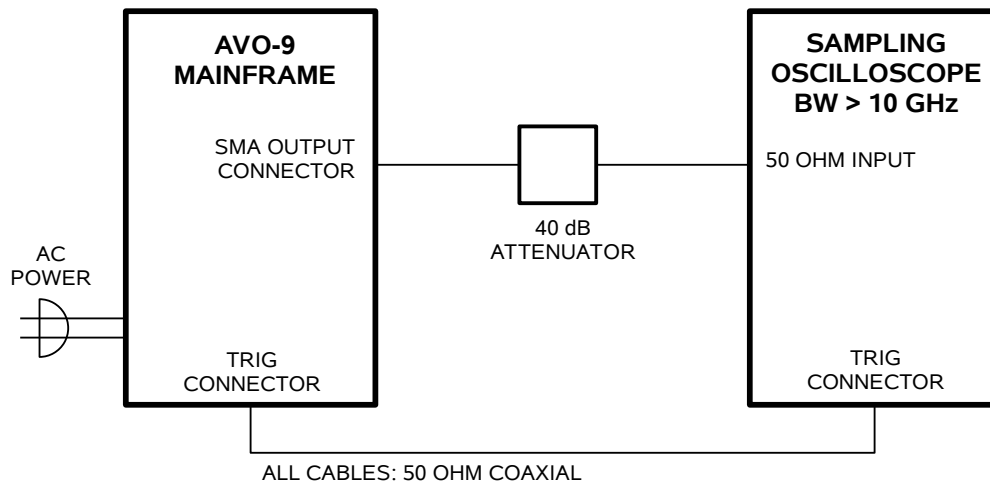 AVO-9
MAINFRAME
SMA OUTPUT
CONNECTOR
AC
POWER
TRIG
CONNECTOR
40 dB
ATTENUATOR
SAMPLING
OSCILLOSCOPE
BW > 10 GHz
50 OHM INPUT
TRIG
CONNECTOR
ALL CABLES: 50 OHM COAXIAL